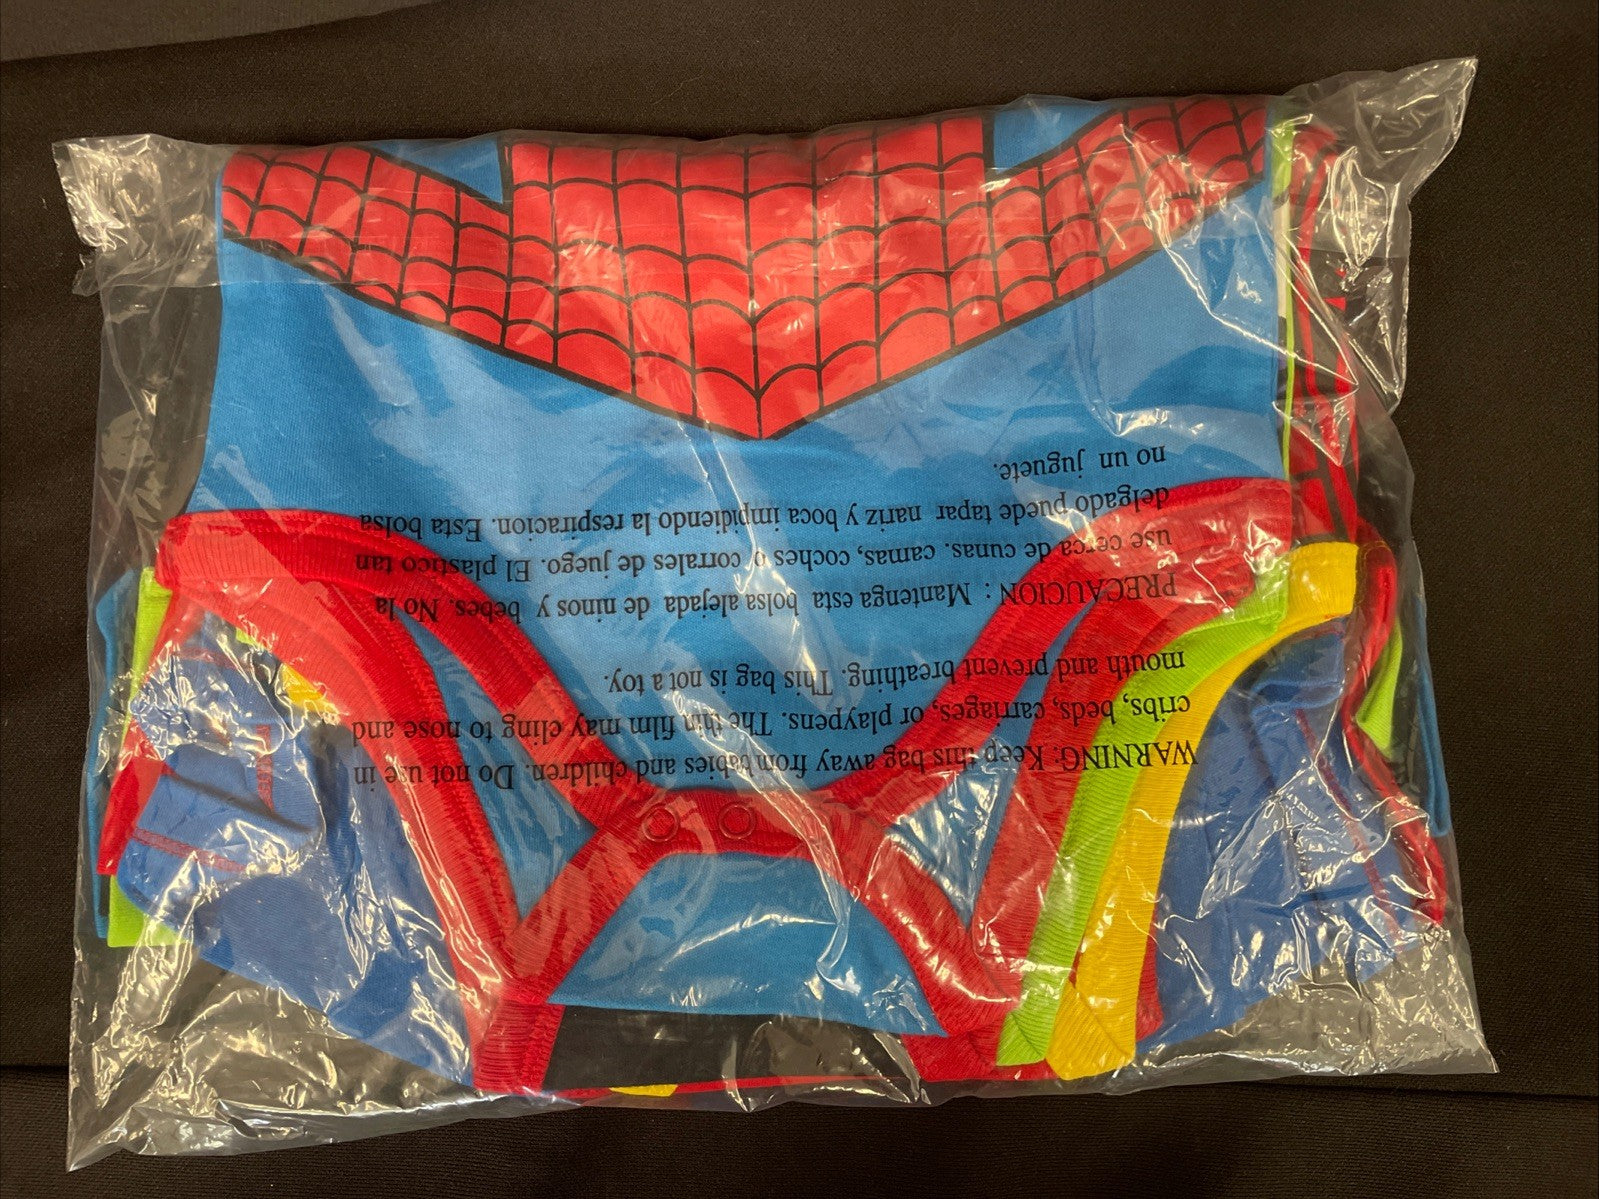 WARNING: Keep this bag away from babies and children. Do not use in
cribs, beds, carriages, or playpens. The thin film may cling to nose and
mouth and prevent breathing. This bag is not a toy.
PRECAUCION : Mantenga esta bolsa alejada de ninos y bebes. No la
use cerca de cunas. camas, coches o corrales de juego. El plastico tan
delgado puede tapar nariz y boca impidiendo la respiracion. Esta bolsa
no un juguete.